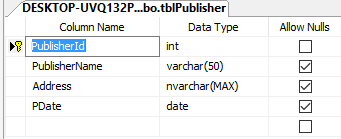 DESKTOP-UVQ132P...bo.tblPublisher
Column Name Data Type Allow Nulls
PublisherId int
PublisherName varchar(50)
Address nvarchar(MAX)
PDate date